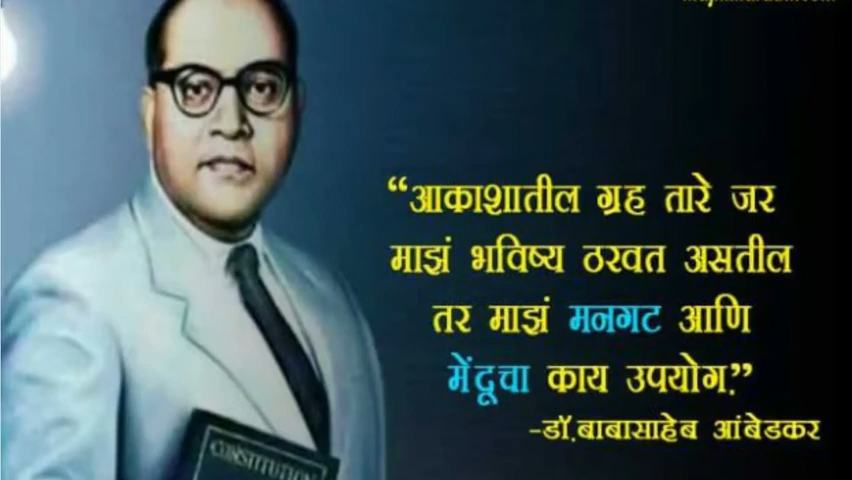 “आकाशातील ग्रह तारे जर
माझं भविष्य ठरवत असतील
तर माझं मनगट आणि
मेंदूचा काय उपयोग.”
-डॉ.बाबासाहेब आंबेडकर
CONSTITUTION